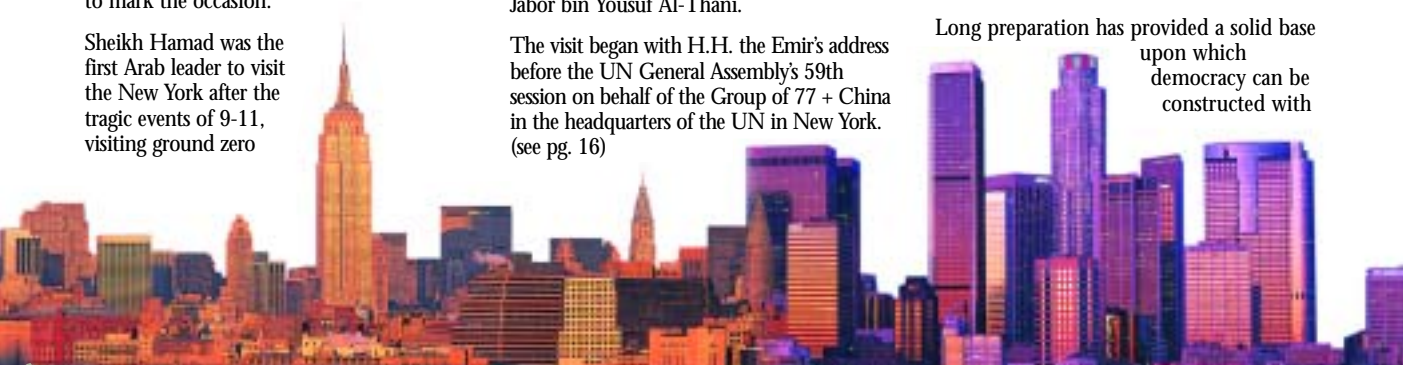 to mark the occasion.
Sheikh Hamad was the
first Arab leader to visit
the New York after the
tragic events of 9-11,
visiting ground zero
Jabor bin Yousuf Al-Thani.
The visit began with H.H. the Emir's address
before the UN General Assembly's 59th
session on behalf of the Group of 77 + China
in the headquarters of the UN in New York.
(see pg. 16)
Long preparation has provided a solid base
upon which
democracy can be
constructed with